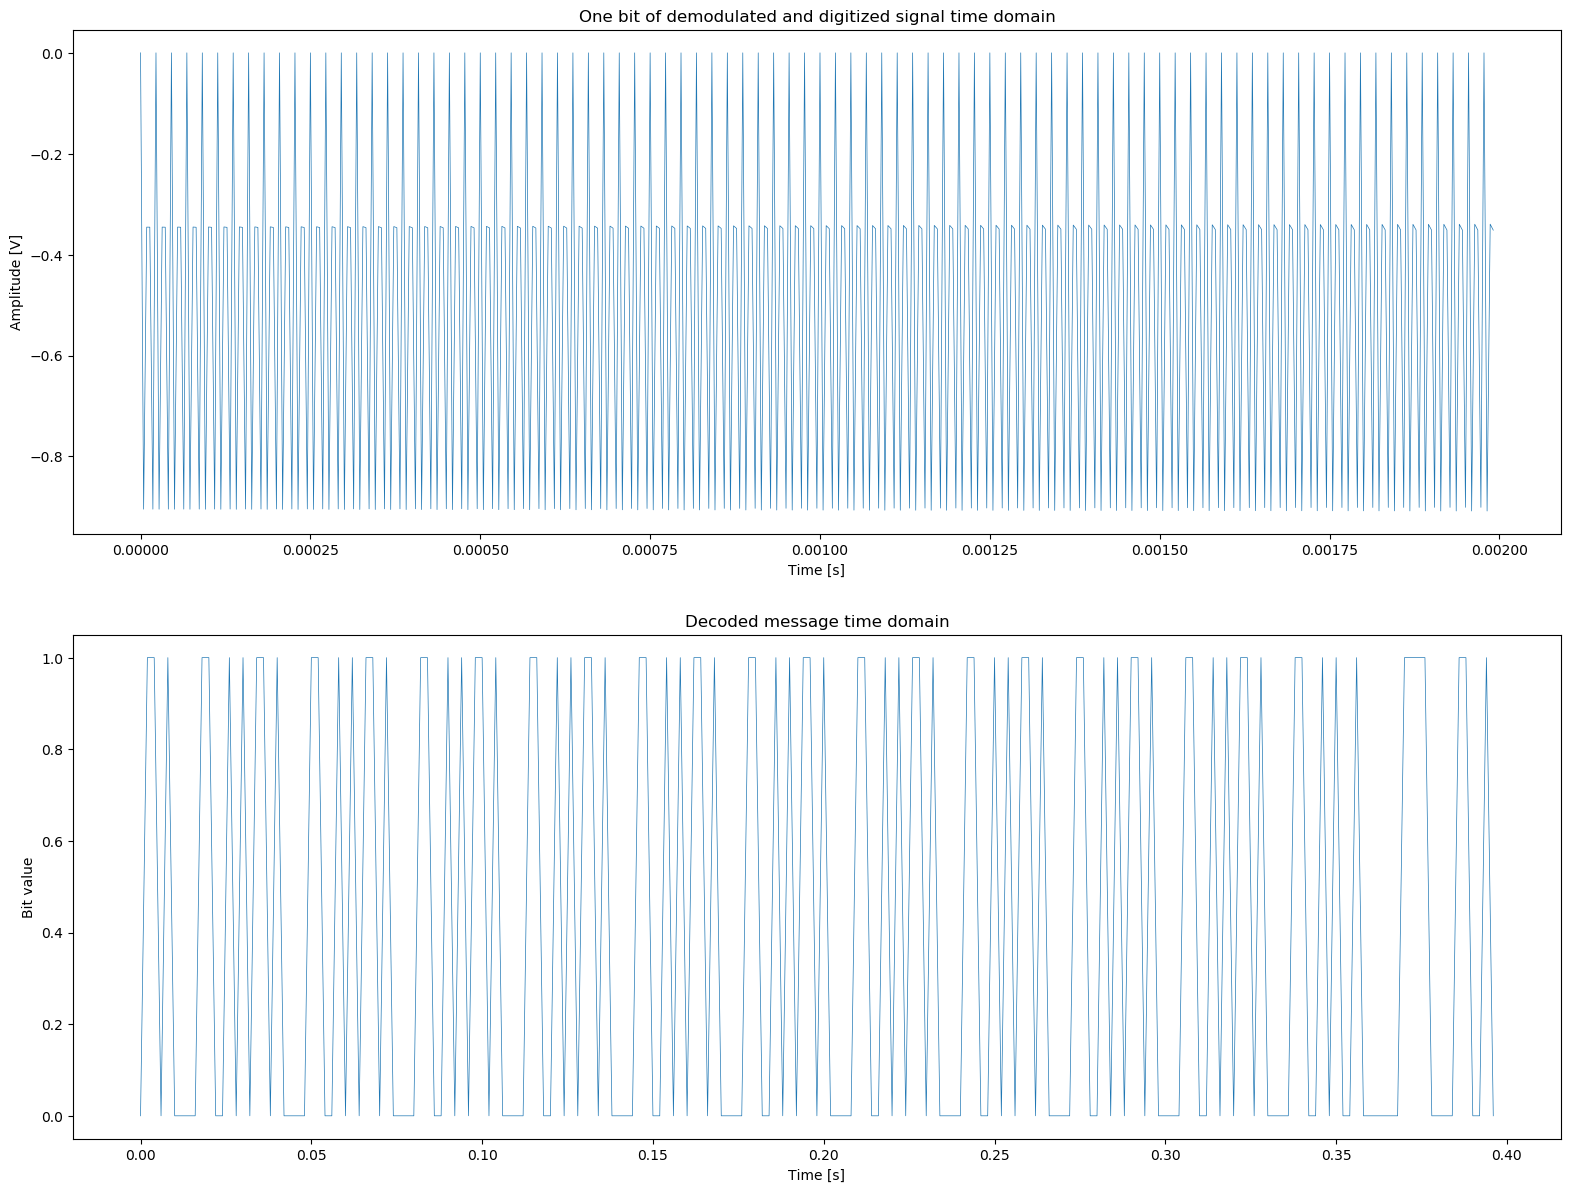 One bit of demodulated and digitized signal time domain
0.0
−0.2
−0.4
−0.6
−0.8
Amplitude [V]
0.00000 0.00025 0.00050 0.00075 0.00100 0.00125 0.00150 0.00175 0.00200
Time [s]
Decoded message time domain
1.0
0.8
0.6
0.4
0.2
0.0
Bit value
0.00 0.05 0.10 0.15 0.20 0.25 0.30 0.35 0.40
Time [s]